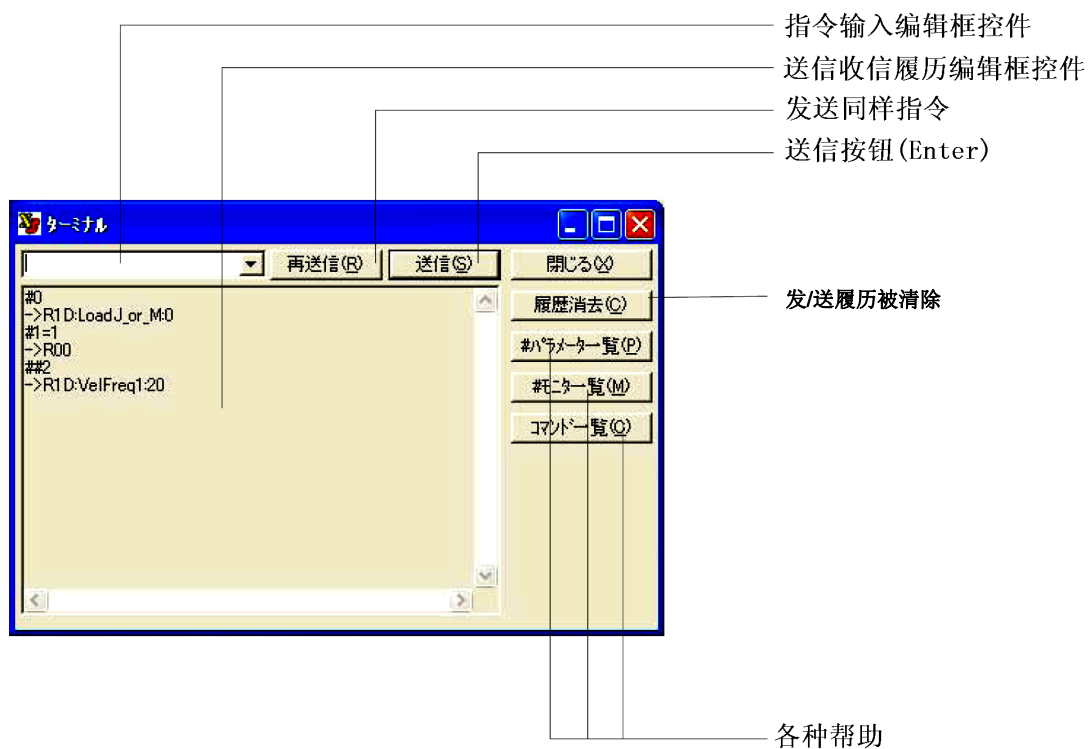 指令输入编辑框控件
送信收信履历编辑框控件
发送同样指令
送信按钮(Enter)
ターミナル
再送信(R)
送信(S)
閉じる(X)
#0
->R1D:LoadJ_or_M:0
#1=1
->R00
##2
->R1D:VelFreq1:20
履歴消去(C)
发/送履历被清除
#パラメーター一覧(P)
#モニター一覧(M)
コマンド一覧(O)
各种帮助